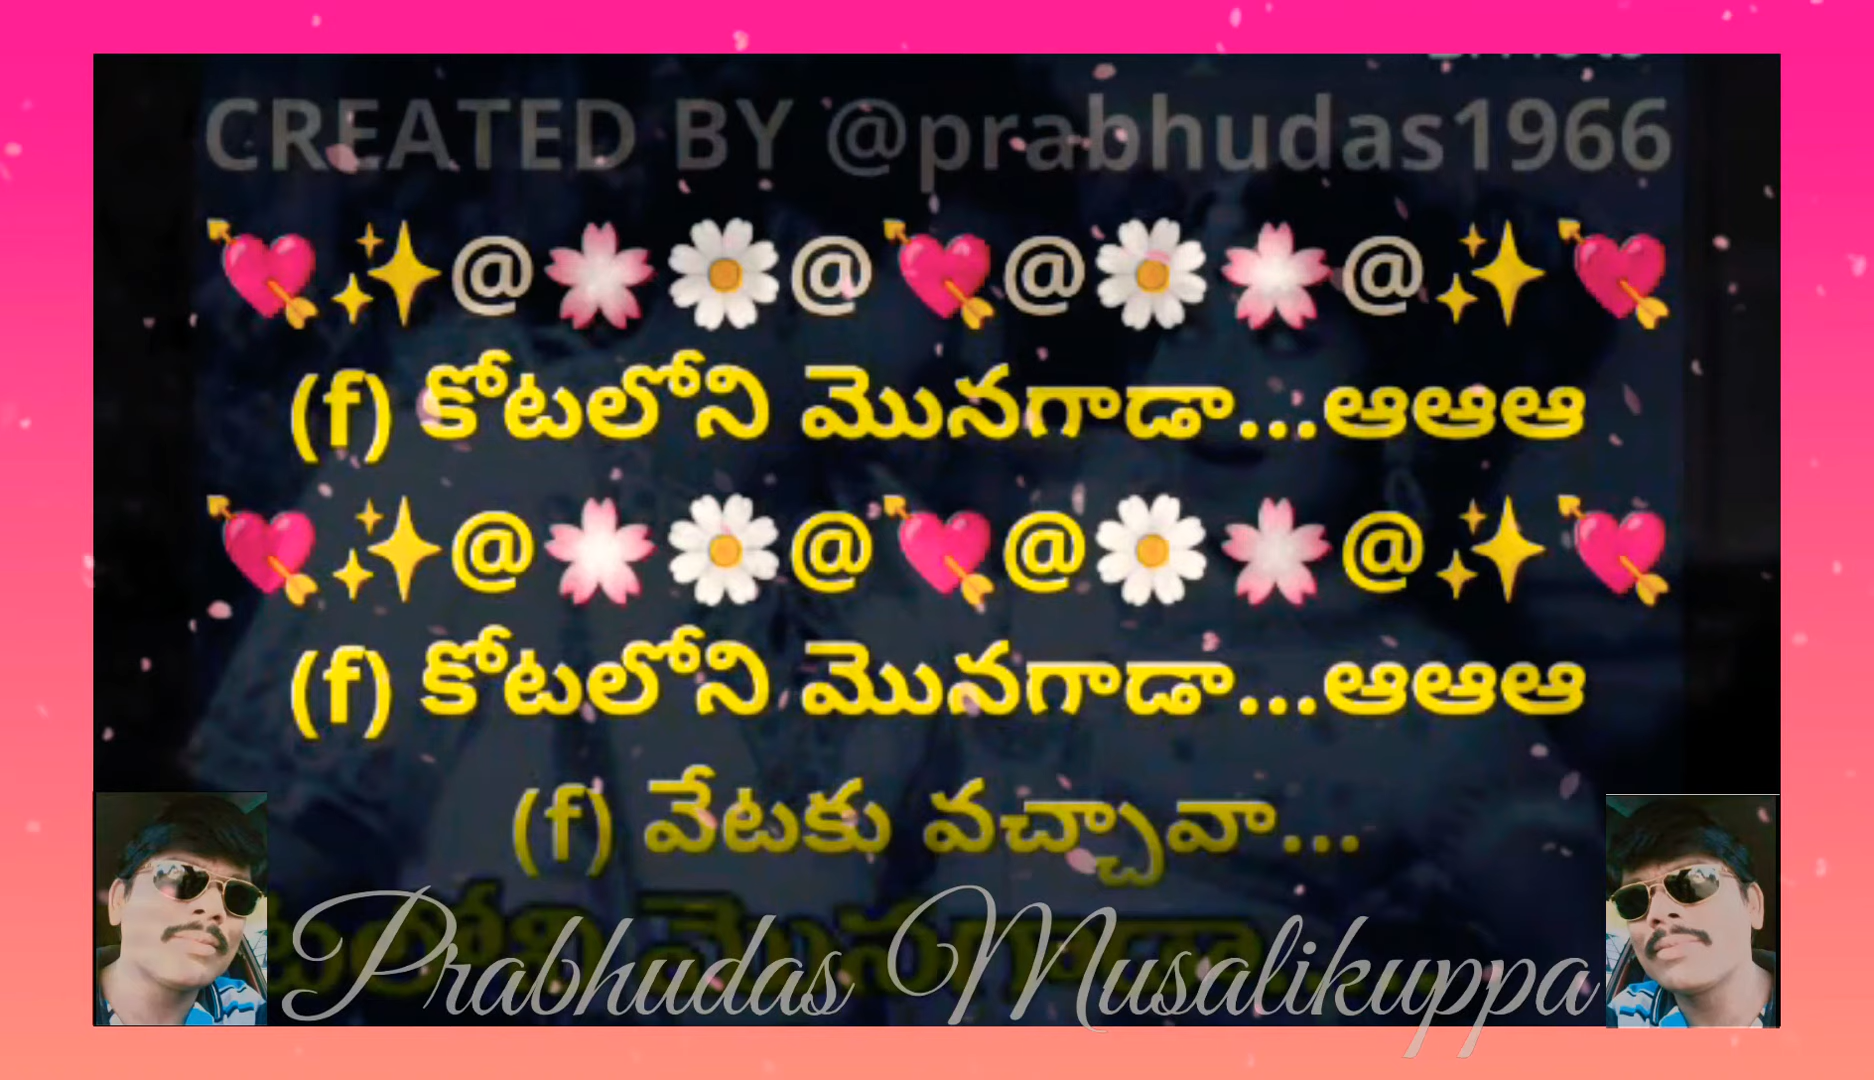 CREATED BY @prabhudas1966
💘✨@🌸🌼@💘@🌼🌸@✨💘
(f) కోటలోని మొనగాడా...ఆఆఆ
💘✨@🌸🌼@💘@🌼🌸@✨💘
(f) కోటలోని మొనగాడా...ఆఆఆ
(f) వేటకు వచ్చావా...
Prabhudas Musalikuppa